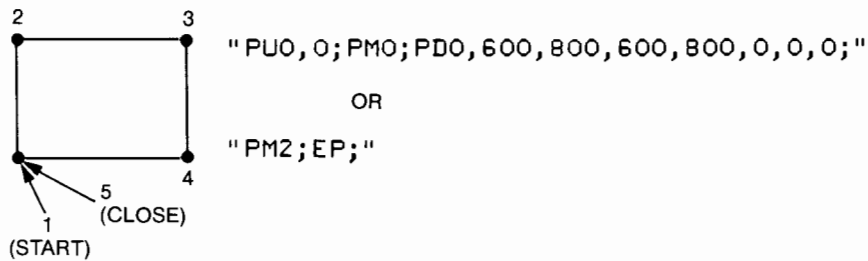 2 3
"PU0,0;PM0;PD0,600,800,600,800,0,0,0;"
OR
"PM2;EP;"
4
5
(CLOSE)
1
(START)